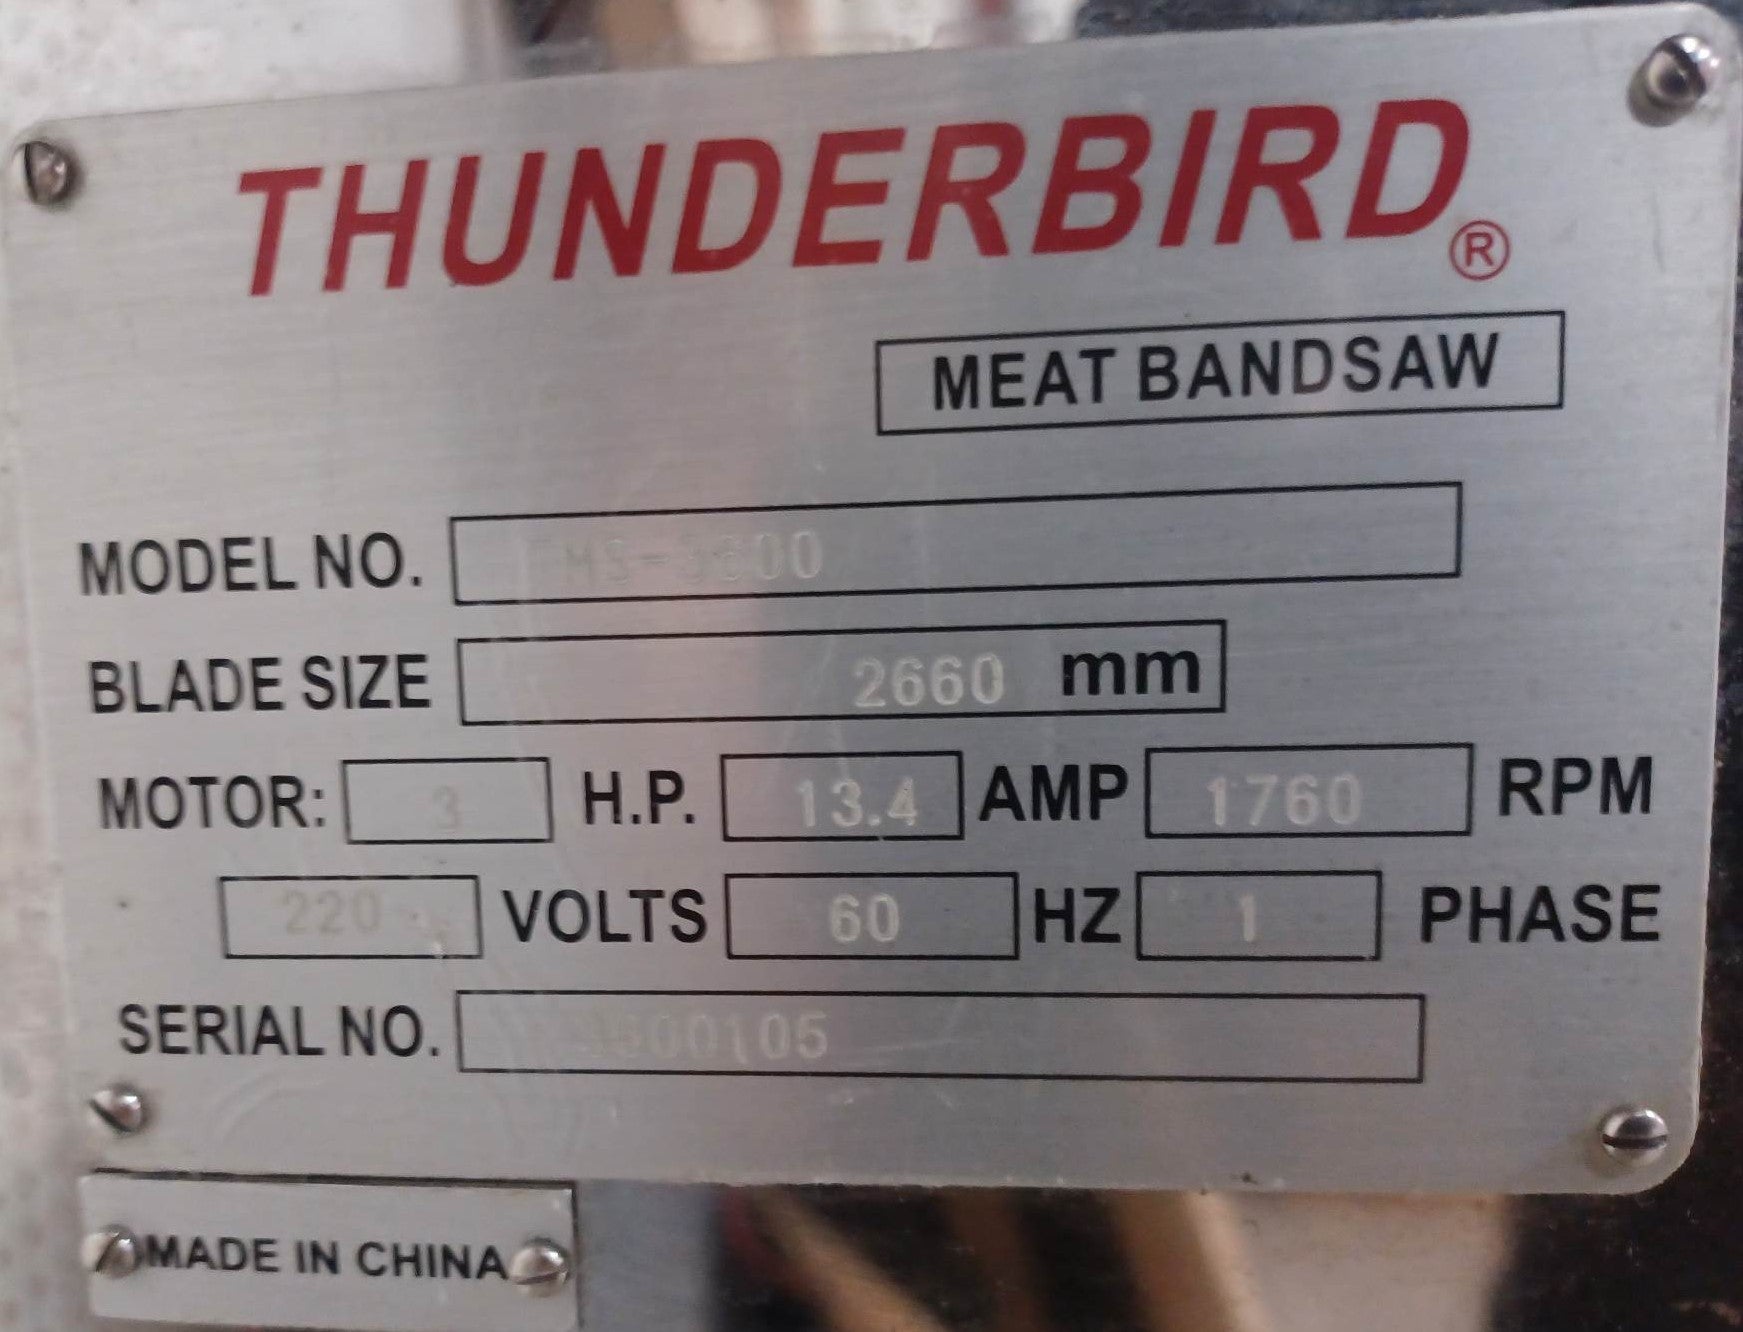 THUNDERBIRD®
MEAT BANDSAW
MODEL NO.
BLADE SIZE 2660 mm
MOTOR: 3 H.P. 13.4 AMP 1760 RPM
220 VOLTS 60 HZ 1 PHASE
SERIAL NO.
MADE IN CHINA